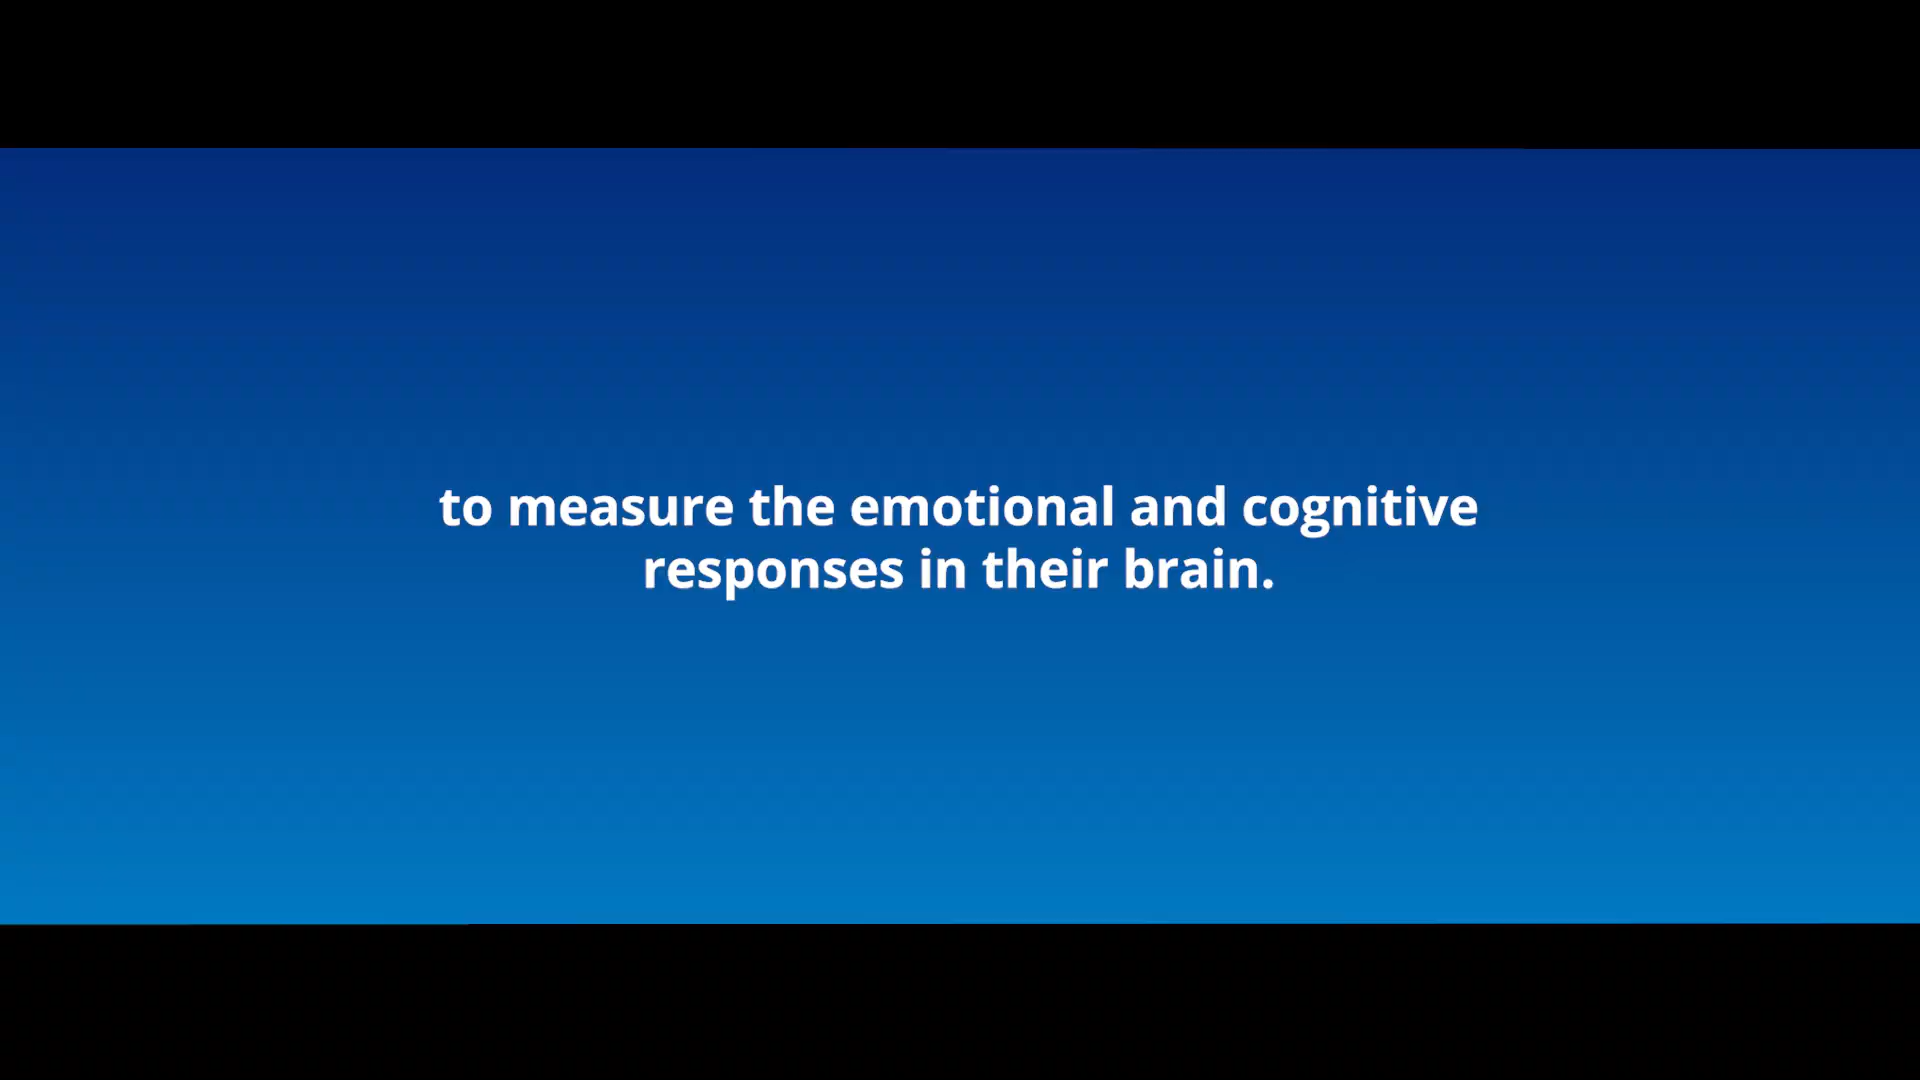 to measure the emotional and cognitive
responses in their brain.